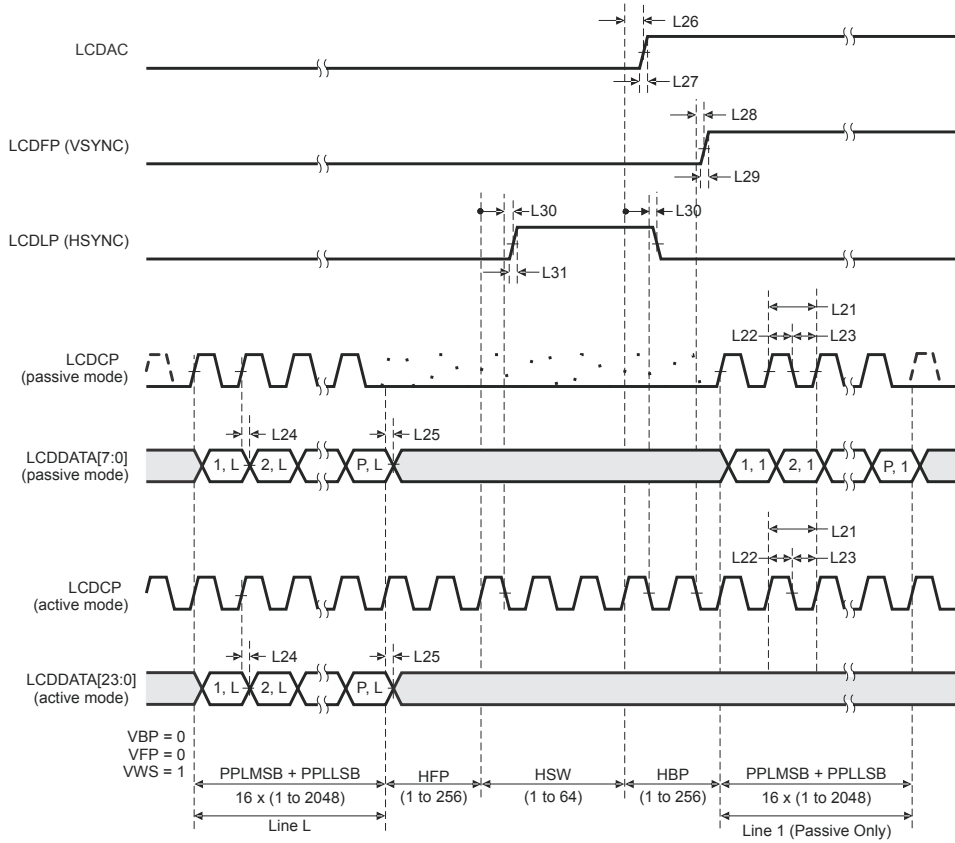 L26
LCDAC
L27
L28
LCDFP (VSYNC)
L29
L30
L30
LCDLP (HSYNC)
L31
L21
L22
L23
LCDCP
(passive mode)
L24
L25
LCDDATA[7:0]
(passive mode)
1, L
2, L
P, L
1, 1
2, 1
P, 1
L21
L22
L23
LCDCP
(active mode)
L24
L25
LCDDATA[23:0]
(active mode)
1, L
2, L
P, L
VBP = 0
VFP = 0
VWS = 1
PPLMSB + PPLLSB
HFP
HSW
HBP
PPLMSB + PPLLSB
16 x (1 to 2048)
(1 to 256)
(1 to 64)
(1 to 256)
16 x (1 to 2048)
Line L
Line 1 (Passive Only)